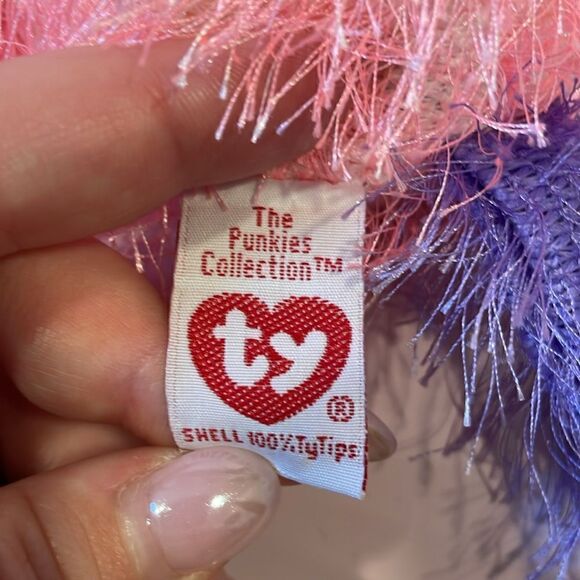 The
Punkies
Collection™
ty
®
SHELL 100% TyTips